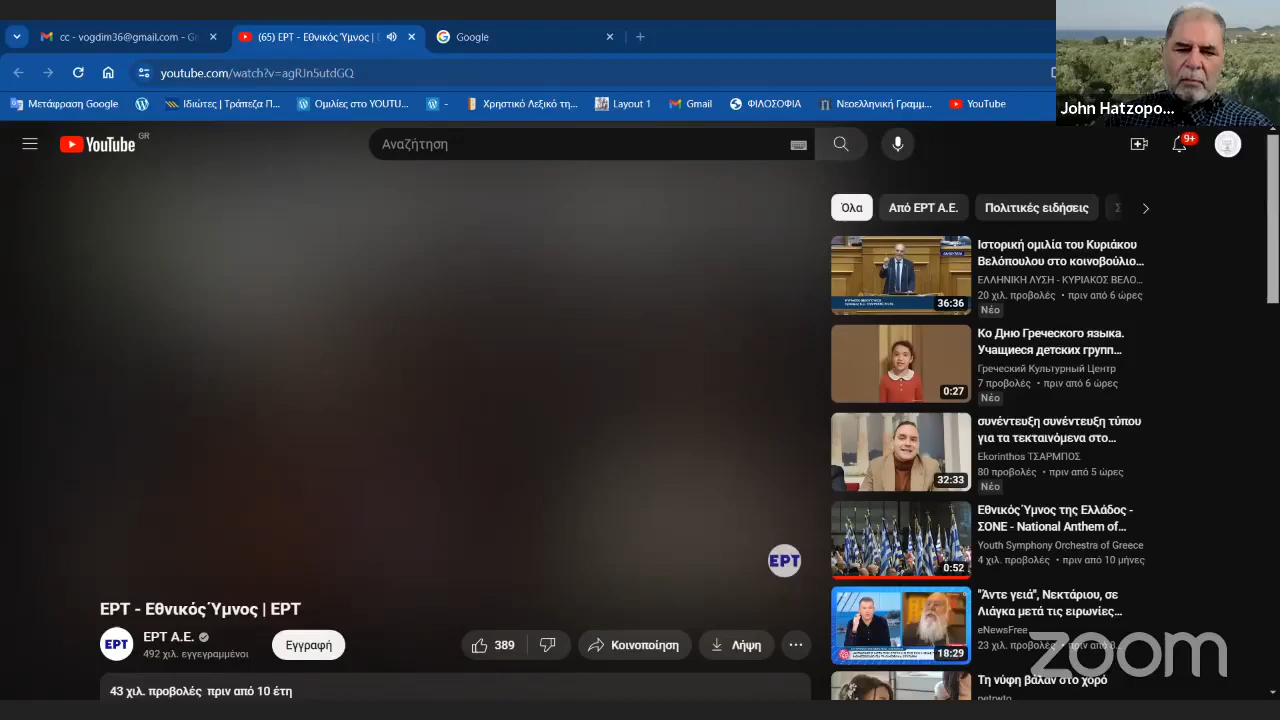 cc - vogdim36@gmail.com - G
(65) ΕΡΤ - Εθνικός Ύμνος | Ε
Google
youtube.com/watch?v=agRJn5utdGQ
Μετάφραση Google
Ιδιώτες | Τράπεζα Π...
Ομιλίες στο YOUTU...
-
Χρηστικό Λεξικό τη...
Layout 1
Gmail
ΦΙΛΟΣΟΦΙΑ
Νεοελληνική Γραμμ...
YouTube
John Hatzopo...
YouTube GR
Αναζήτηση
9+
Όλα
Από ΕΡΤ Α.Ε.
Πολιτικές ειδήσεις
Ιστορική ομιλία του Κυριάκου
Βελόπουλου στο κοινοβούλιο...
ΕΛΛΗΝΙΚΗ ΛΥΣΗ - ΚΥΡΙΑΚΟΣ ΒΕΛΟ...
20 χιλ. προβολές • πριν από 6 ώρες
Νέο
36:36
Ко Дню Греческого языка.
Учащиеся детских групп...
Греческий Культурный Центр
7 προβολές • πριν από 6 ώρες
Νέο
0:27
συνέντευξη συνέντευξη τύπου
για τα τεκταινόμενα στο...
Ekorinthos ΤΣΑΡΜΠΟΣ
80 προβολές • πριν από 5 ώρες
Νέο
32:33
Εθνικός Ύμνος της Ελλάδος -
ΣΟΝΕ - National Anthem of...
Youth Symphony Orchestra of Greece
4 χιλ. προβολές • πριν από 10 μήνες
0:52
"Άντε γειά", Νεκτάριου, σε
Λιάγκα μετά τις ειρωνίες...
eNewsFree
23 χιλ. προβολές • πριν από 8...
18:29
Τη νύφη βάλαν στο χορό
petrwto
ΕΡΤ
ΕΡΤ - Εθνικός Ύμνος | ΕΡΤ
ΕΡΤ
ΕΡΤ Α.Ε.
492 χιλ. εγγεγραμμένοι
Εγγραφή
389
Κοινοποίηση
Λήψη
43 χιλ. προβολές πριν από 10 έτη
zoom